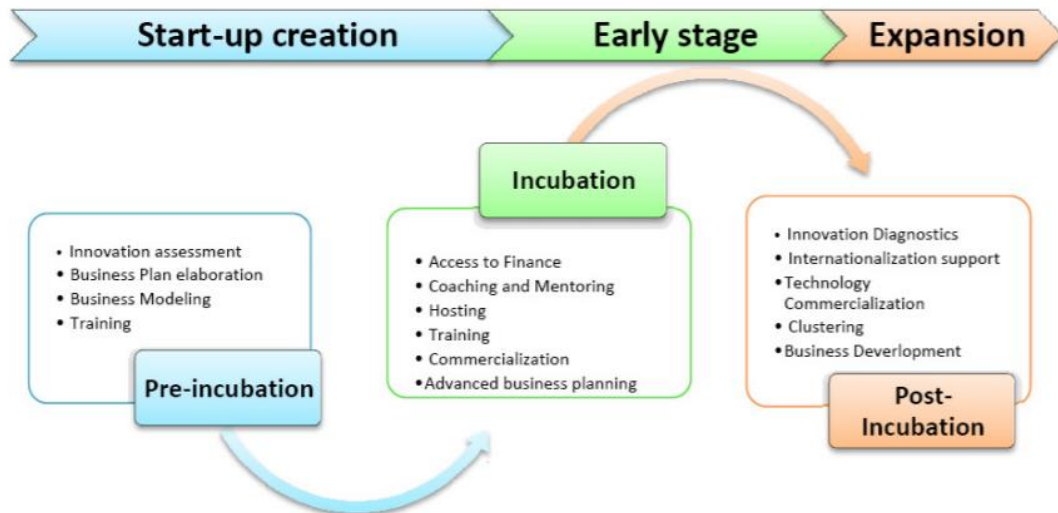 Start-up creation
Early stage
Expansion
• Innovation assessment
• Business Plan elaboration
• Business Modeling
• Training
Pre-incubation
Incubation
• Access to Finance
• Coaching and Mentoring
• Hosting
• Training
• Commercialization
•Advanced business planning
• Innovation Diagnostics
• Internationalization support
•Technology
Commercialization
• Clustering
•Business Deverlopment
Post-
Incubation